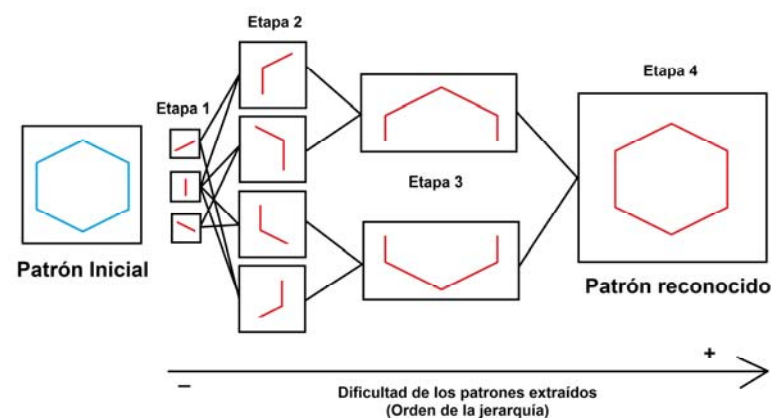 Etapa 1
Etapa 2
Etapa 3
Etapa 4
Patrón Inicial
Patrón reconocido
–
+
Dificultad de los patrones extraídos
(Orden de la jerarquía)